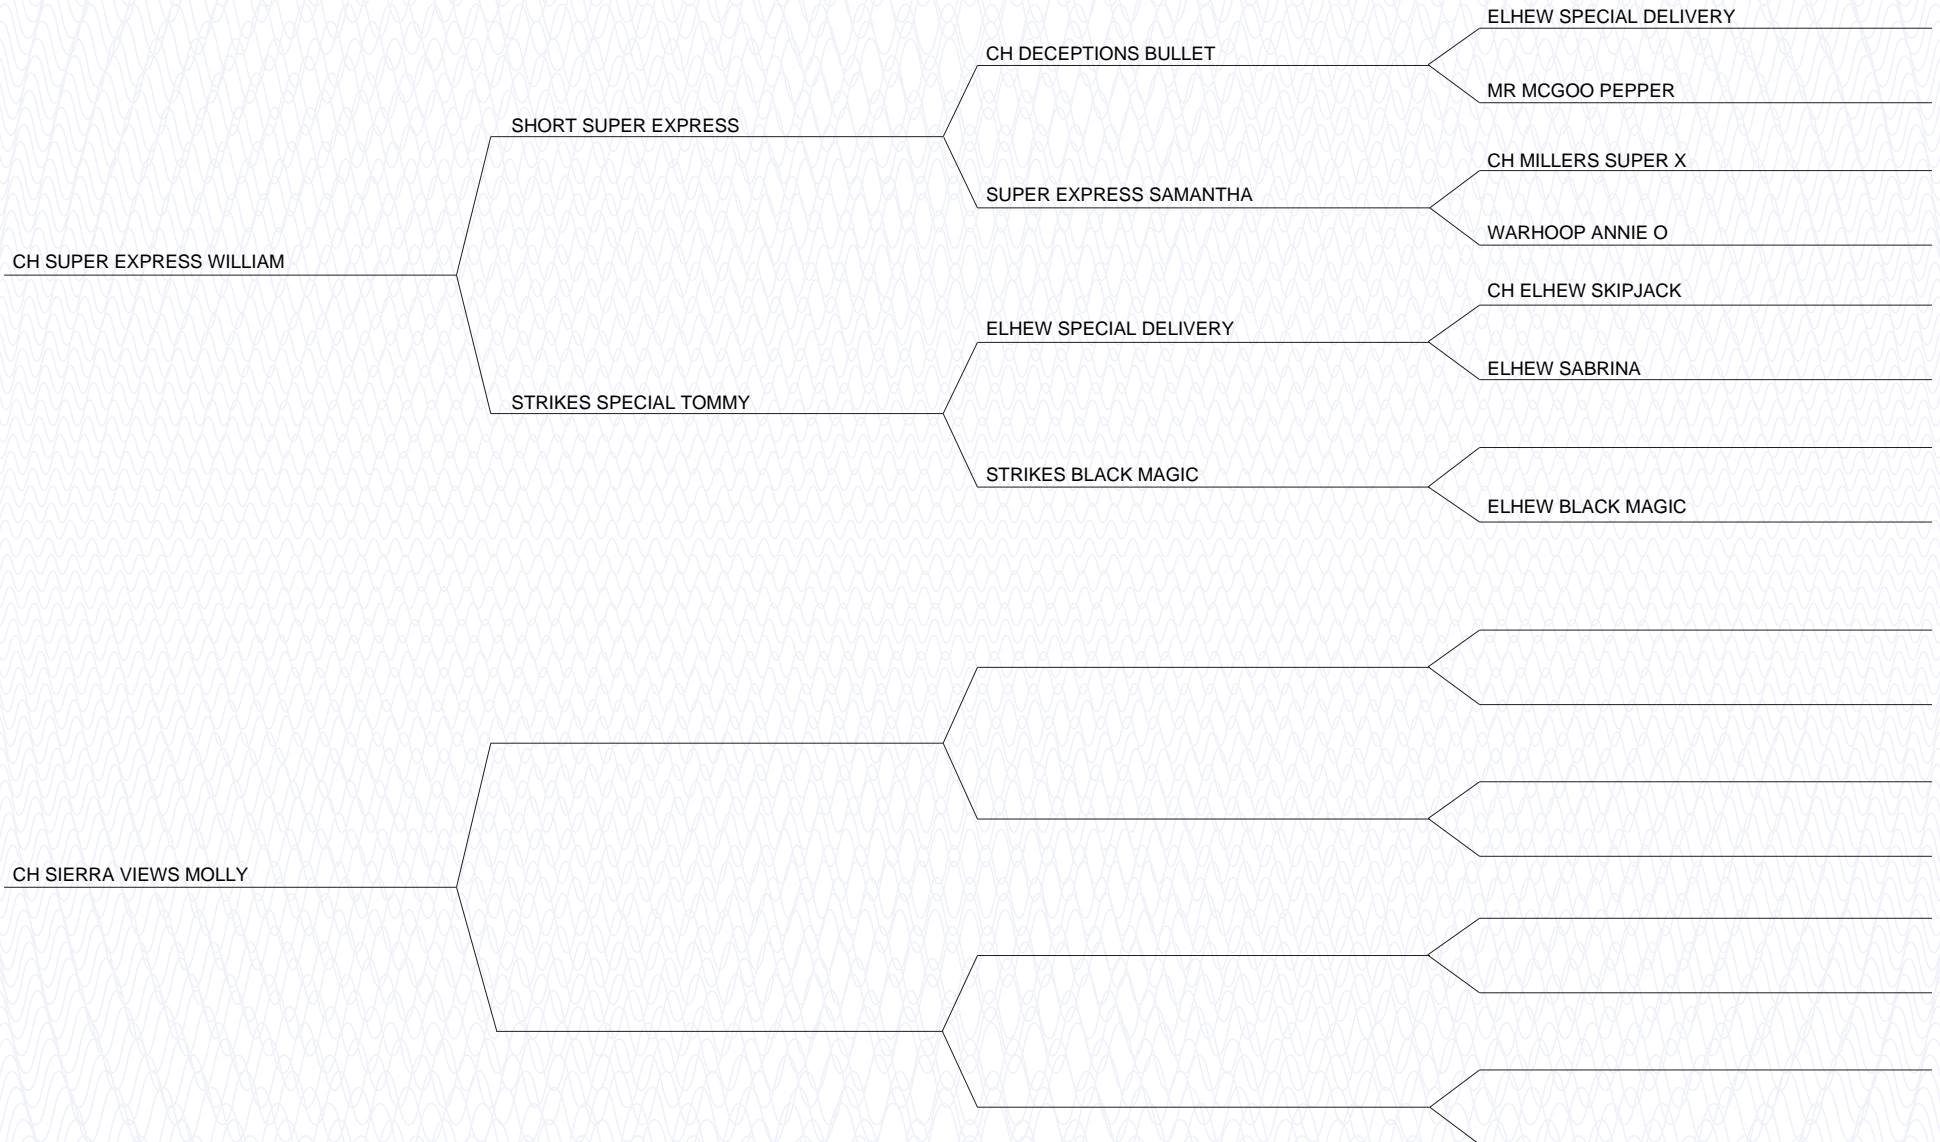 ELHEW SPECIAL DELIVERY
CH DECEPTIONS BULLET
MR MCGOO PEPPER
SHORT SUPER EXPRESS
CH MILLERS SUPER X
SUPER EXPRESS SAMANTHA
WARHOOP ANNIE O
CH SUPER EXPRESS WILLIAM
CH ELHEW SKIPJACK
ELHEW SPECIAL DELIVERY
ELHEW SABRINA
STRIKES SPECIAL TOMMY
STRIKES BLACK MAGIC
ELHEW BLACK MAGIC
CH SIERRA VIEWS MOLLY